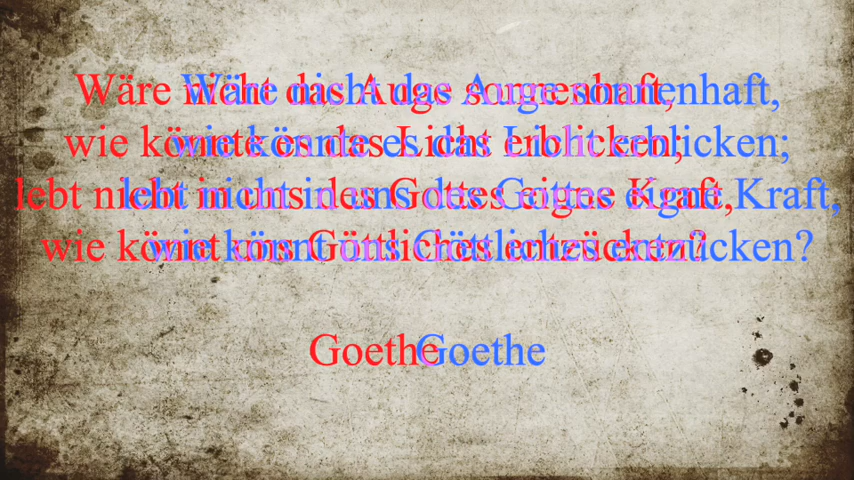 Wäre nicht das Auge sonnenhaft,
wie könnte es das Licht erblicken;
lebt nicht in uns des Gottes eigne Kraft,
wie könnt uns Göttliches entzücken?
Goethe